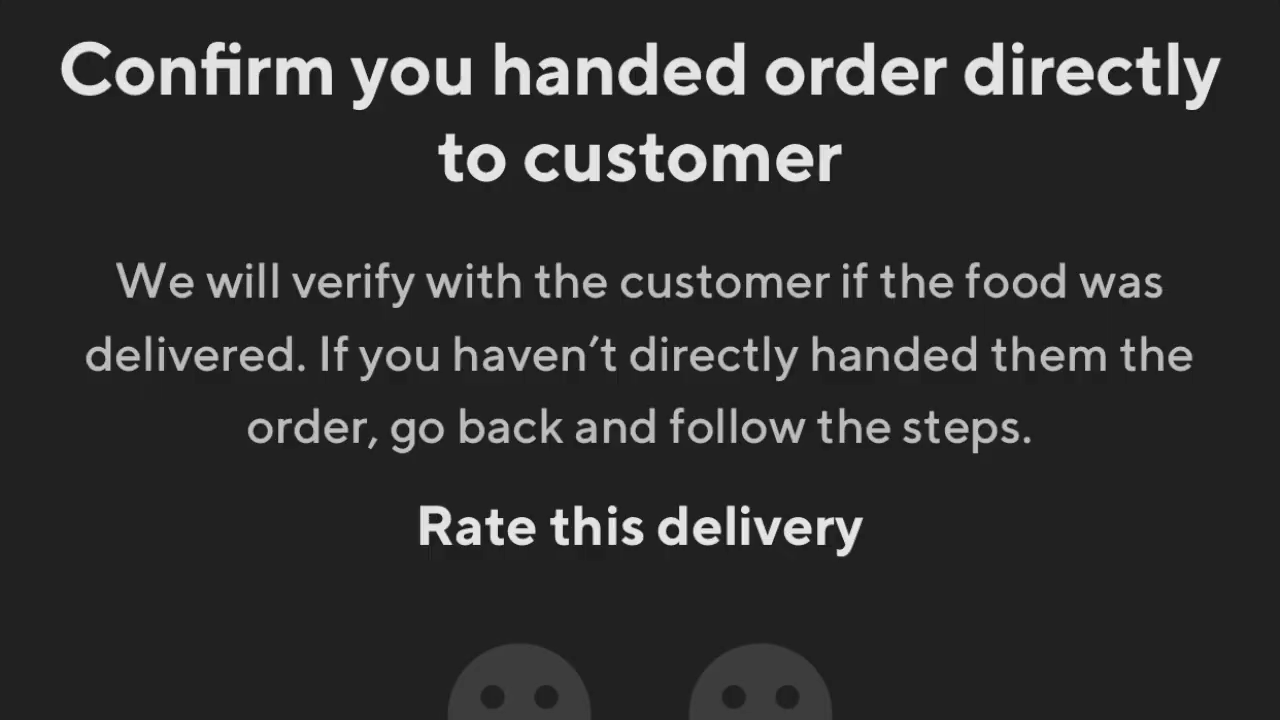 Confirm you handed order directly
to customer
We will verify with the customer if the food was
delivered. If you haven’t directly handed them the
order, go back and follow the steps.
Rate this delivery